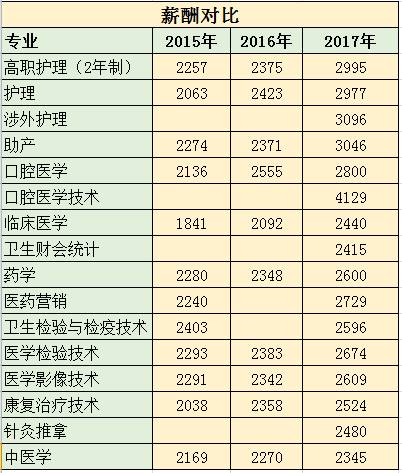 薪酬对比
专业 2015年 2016年 2017年
高职护理（2年制） 2257 2375 2995
护理 2063 2423 2977
涉外护理 3096
助产 2274 2371 3046
口腔医学 2136 2555 2800
口腔医学技术 4129
临床医学 1841 2092 2440
卫生财会统计 2415
药学 2280 2348 2600
医药营销 2240 2729
卫生检验与检疫技术 2403 2596
医学检验技术 2293 2383 2674
医学影像技术 2291 2342 2609
康复治疗技术 2038 2358 2524
针灸推拿 2480
中医学 2169 2270 2345